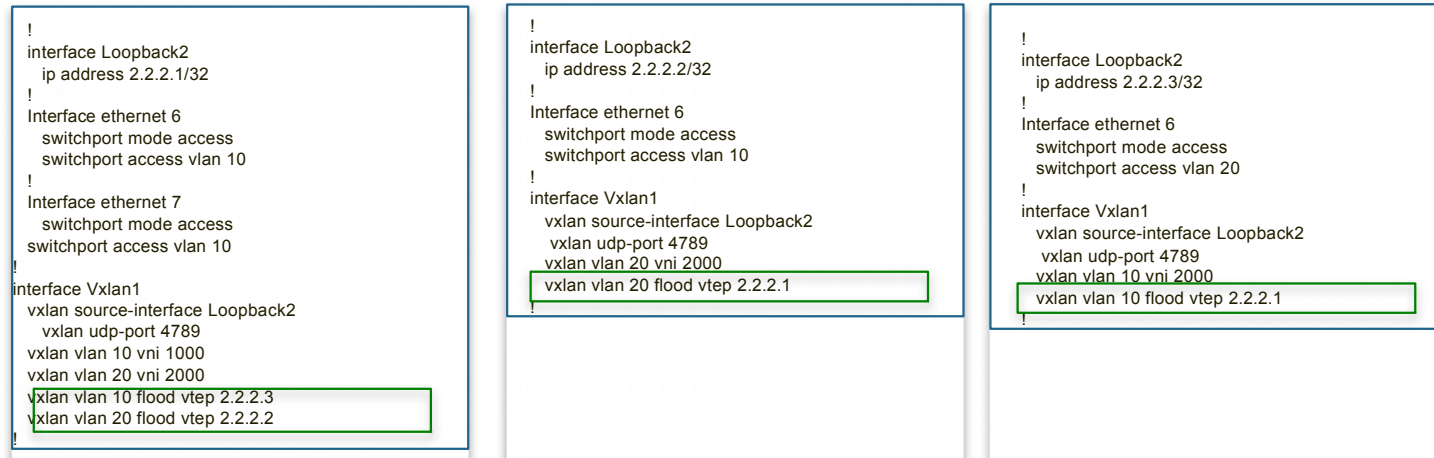 !
interface Loopback2
ip address 2.2.2.1/32
!
Interface ethernet 6
switchport mode access
switchport access vlan 10
!
Interface ethernet 7
switchport mode access
switchport access vlan 10
!
interface Vxlan1
vxlan source-interface Loopback2
vxlan udp-port 4789
vxlan vlan 10 vni 1000
vxlan vlan 20 vni 2000
vxlan vlan 10 flood vtep 2.2.2.3
vxlan vlan 20 flood vtep 2.2.2.2
!
!
interface Loopback2
ip address 2.2.2.2/32
!
Interface ethernet 6
switchport mode access
switchport access vlan 10
!
interface Vxlan1
vxlan source-interface Loopback2
vxlan udp-port 4789
vxlan vlan 20 vni 2000
vxlan vlan 20 flood vtep 2.2.2.1
!
!
interface Loopback2
ip address 2.2.2.3/32
!
Interface ethernet 6
switchport mode access
switchport access vlan 20
!
interface Vxlan1
vxlan source-interface Loopback2
vxlan udp-port 4789
vxlan vlan 10 vni 2000
vxlan vlan 10 flood vtep 2.2.2.1
!